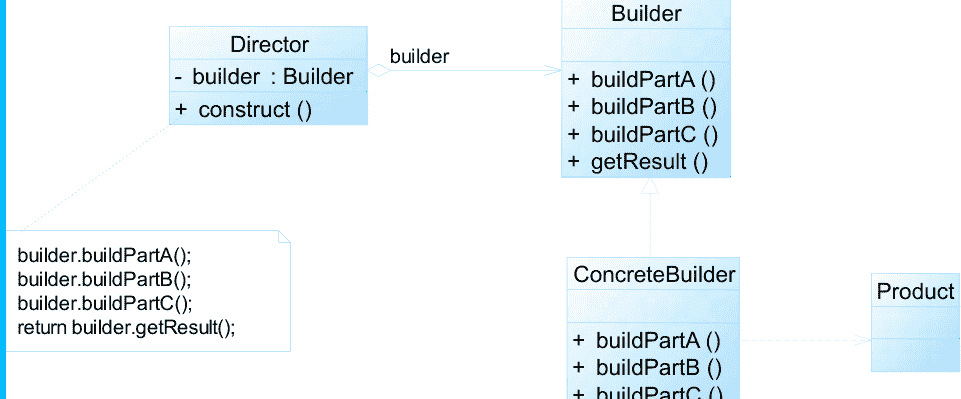 Director
- builder : Builder
+ construct ()
builder
Builder
+ buildPartA ()
+ buildPartB ()
+ buildPartC ()
+ getResult ()
builder.buildPartA();
builder.buildPartB();
builder.buildPartC();
return builder.getResult();
ConcreteBuilder
+ buildPartA ()
+ buildPartB ()
+ buildPartC ()
Product